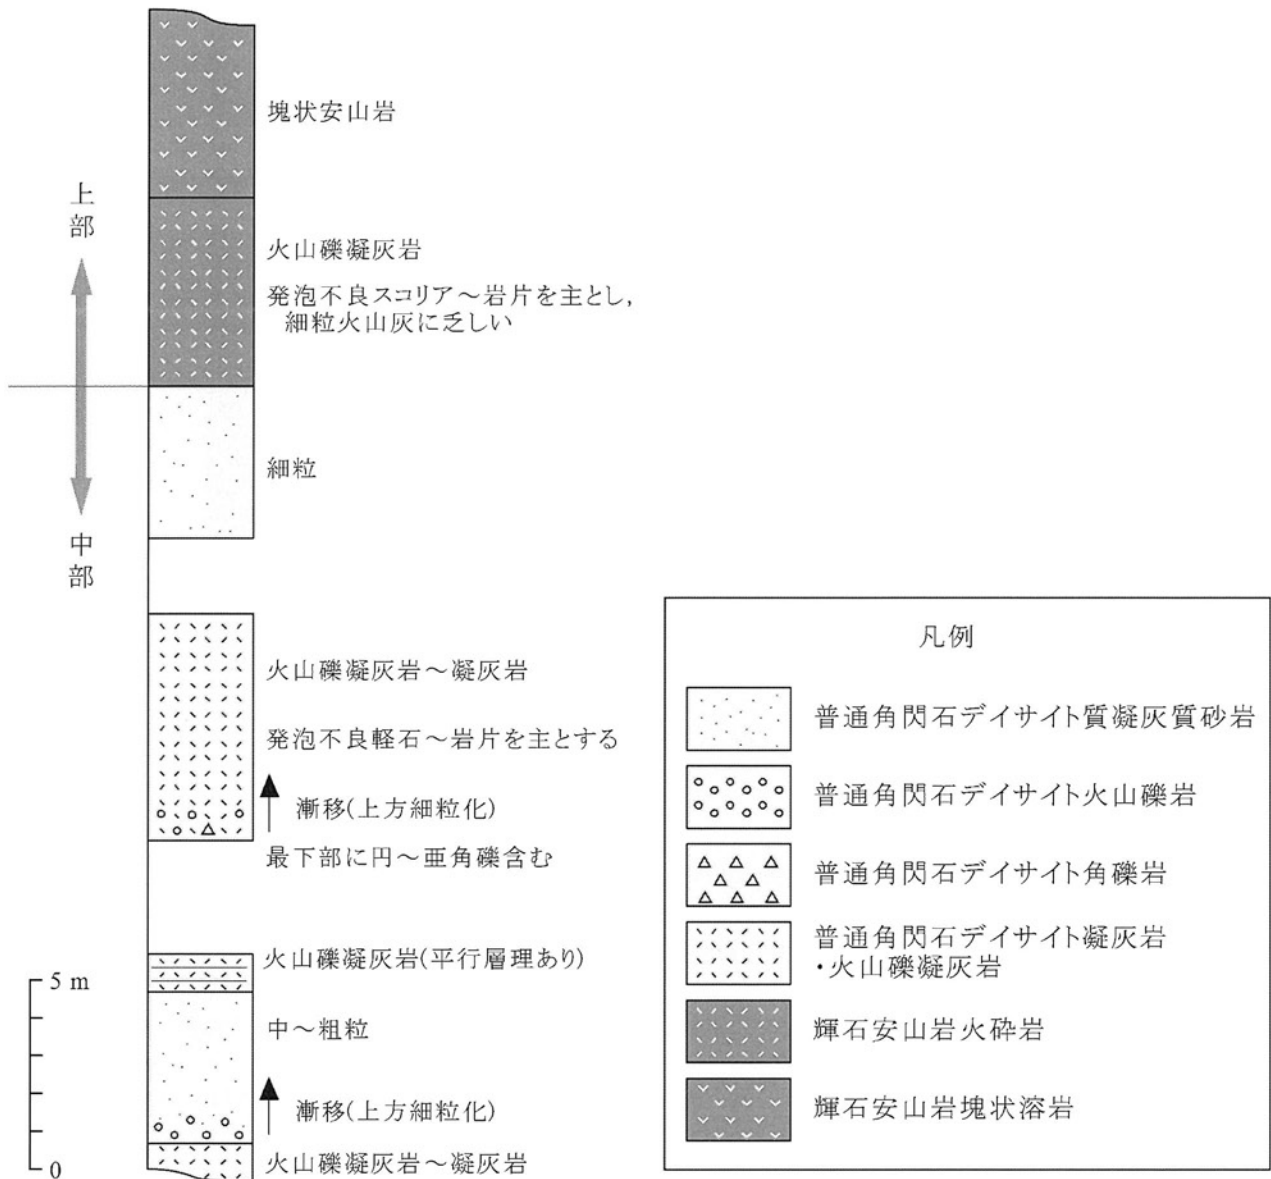 塊状安山岩
上
部
火山礫凝灰岩
発泡不良スコリア～岩片を主とし,
細粒火山灰に乏しい
細粒
中
部
火山礫凝灰岩～凝灰岩
発泡不良軽石～岩片を主とする
漸移(上方細粒化)
最下部に円～亜角礫含む
火山礫凝灰岩(平行層理あり)
5 m
中～粗粒
漸移(上方細粒化)
火山礫凝灰岩～凝灰岩
0
凡例
普通角閃石デイサイト質凝灰質砂岩
普通角閃石デイサイト火山礫岩
普通角閃石デイサイト角礫岩
普通角閃石デイサイト凝灰岩
・火山礫凝灰岩
輝石安山岩火砕岩
輝石安山岩塊状溶岩